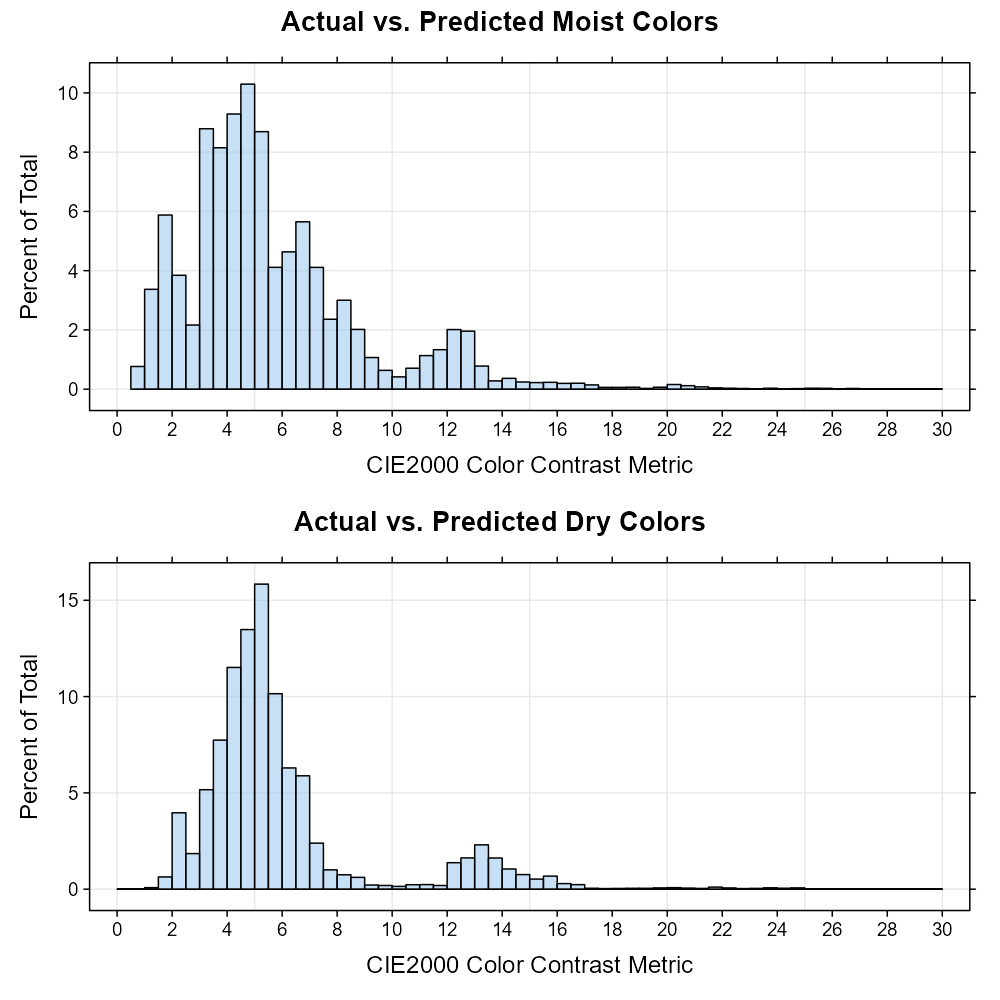 Actual vs. Predicted Moist Colors
Percent of Total
10
8
6
4
2
0
0 2 4 6 8 10 12 14 16 18 20 22 24 26 28 30
CIE2000 Color Contrast Metric
Actual vs. Predicted Dry Colors
Percent of Total
15
10
5
0
0 2 4 6 8 10 12 14 16 18 20 22 24 26 28 30
CIE2000 Color Contrast Metric